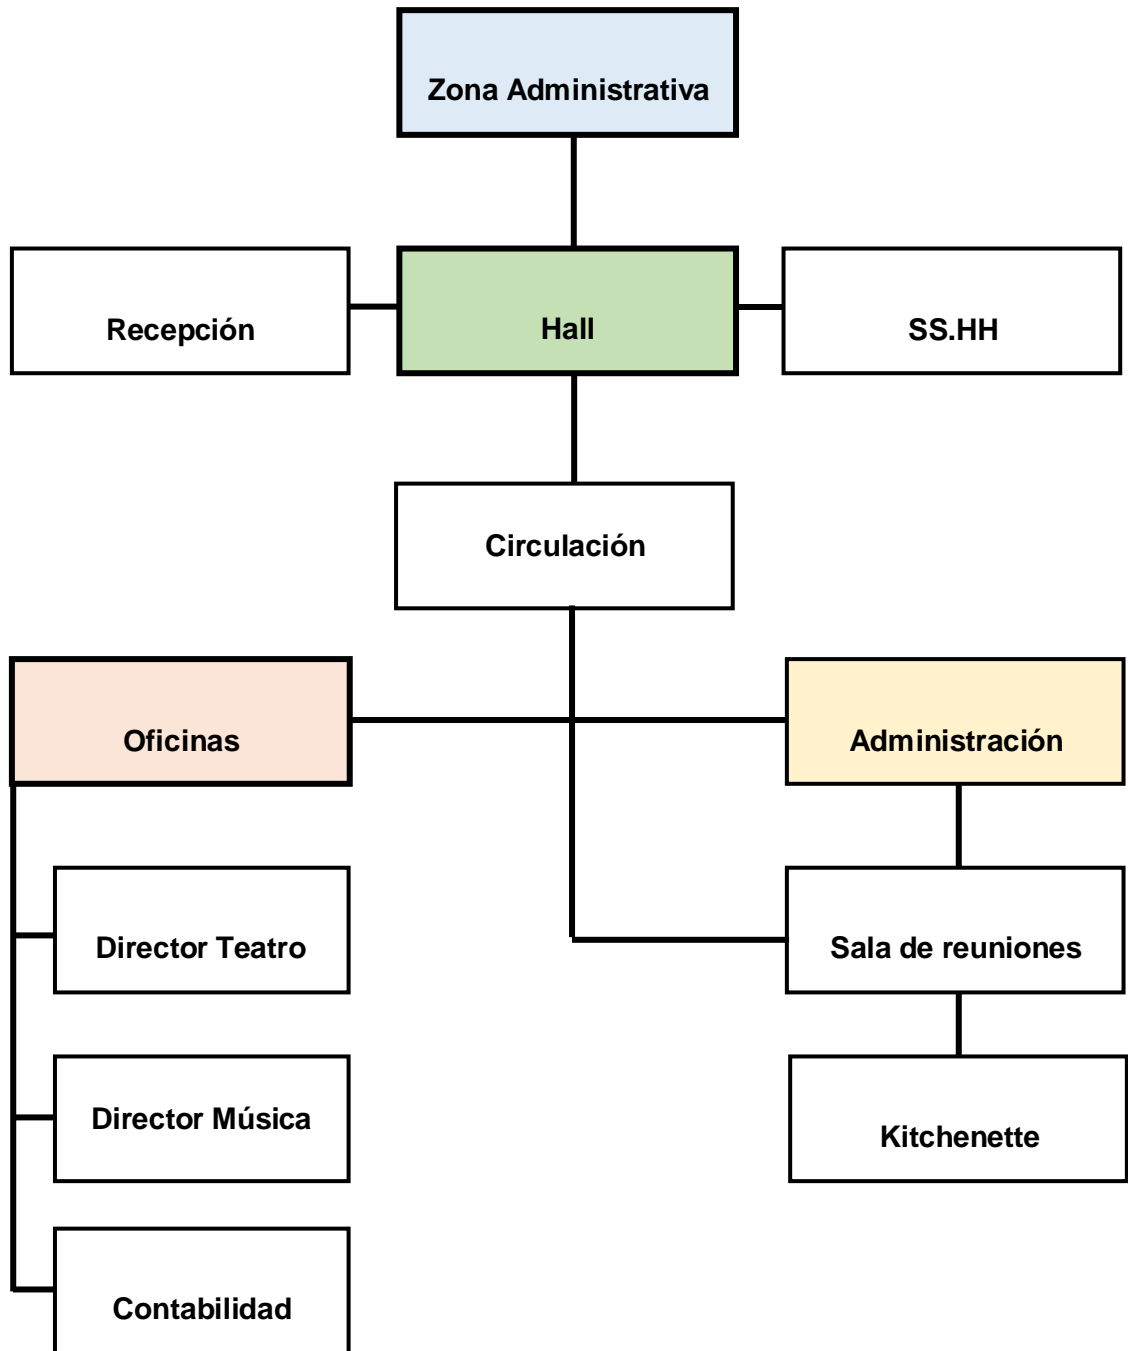 Zona Administrativa
Recepción
Hall
SS.HH
Circulación
Oficinas
Administración
Director Teatro
Sala de reuniones
Director Música
Kitchenette
Contabilidad